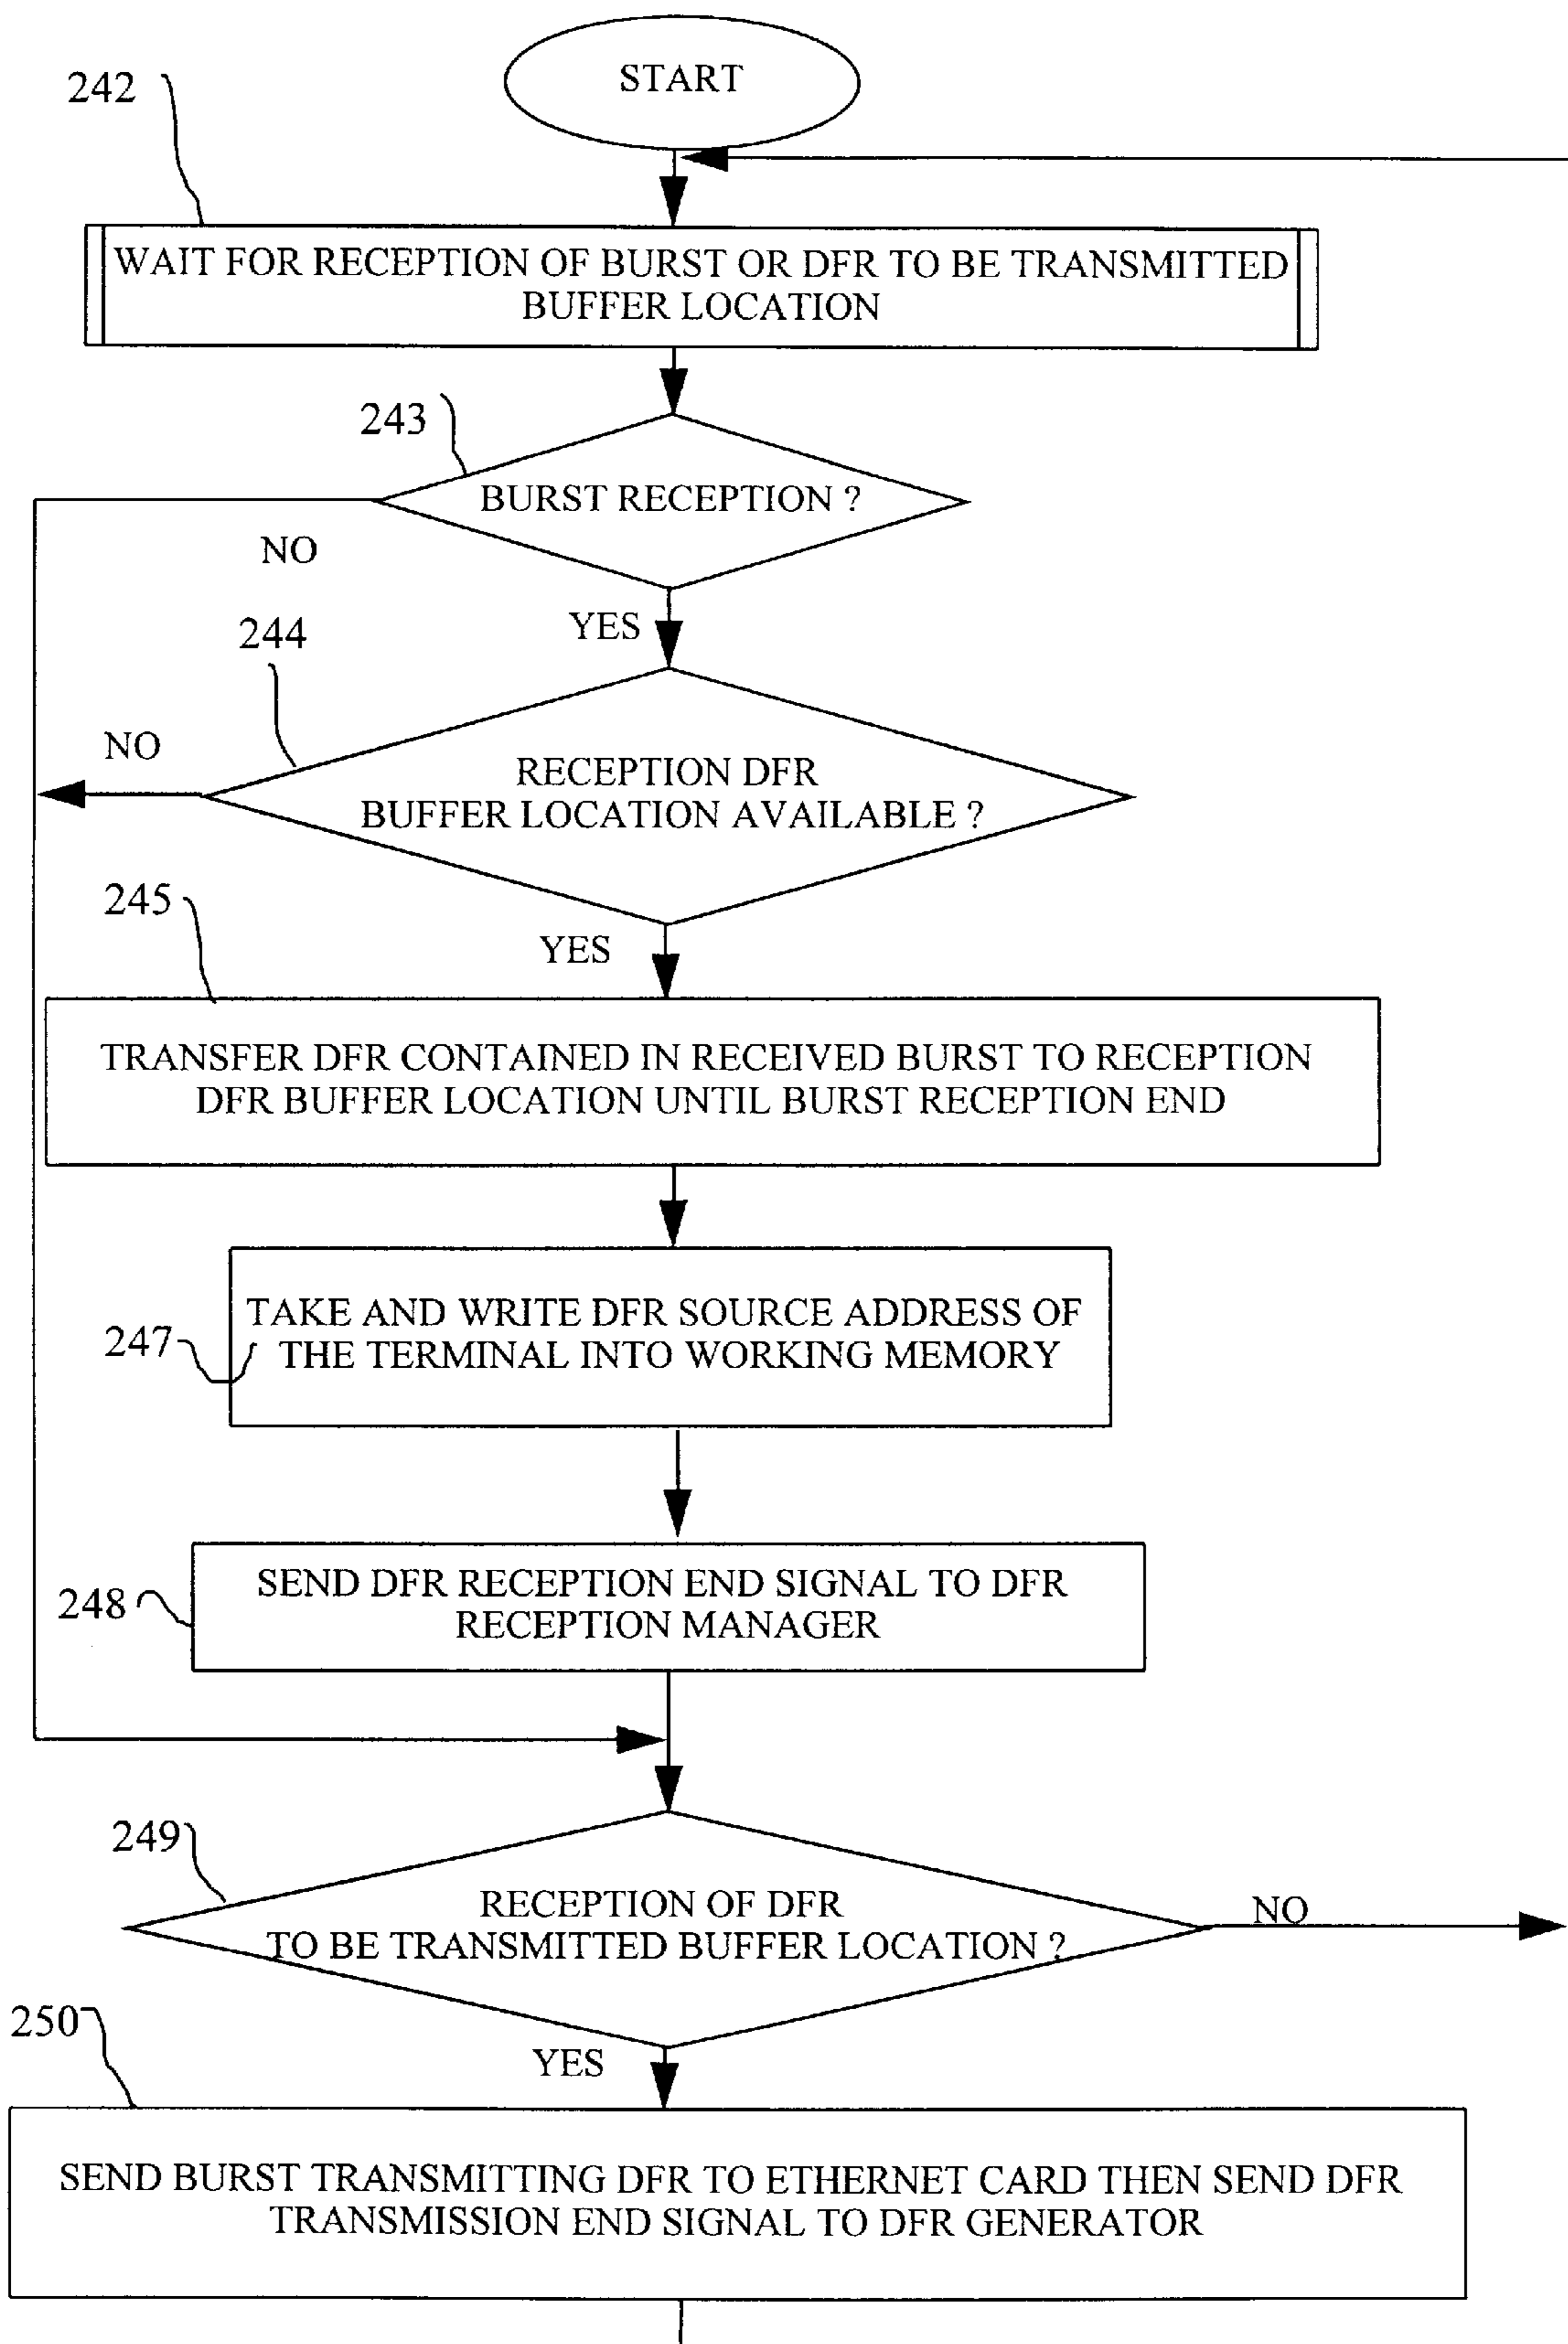 START
242
WAIT FOR RECEPTION OF BURST OR DFR TO BE TRANSMITTED
BUFFER LOCATION
243
BURST RECEPTION ?
NO
YES
244
NO
RECEPTION DFR
BUFFER LOCATION AVAILABLE ?
245
YES
TRANSFER DFR CONTAINED IN RECEIVED BURST TO RECEPTION
DFR BUFFER LOCATION UNTIL BURST RECEPTION END
TAKE AND WRITE DFR SOURCE ADDRESS OF
247
THE TERMINAL INTO WORKING MEMORY
248
SEND DFR RECEPTION END SIGNAL TO DFR
RECEPTION MANAGER
249
RECEPTION OF DFR
TO BE TRANSMITTED BUFFER LOCATION ?
NO
250
YES
SEND BURST TRANSMITTING DFR TO ETHERNET CARD THEN SEND DFR
TRANSMISSION END SIGNAL TO DFR GENERATOR